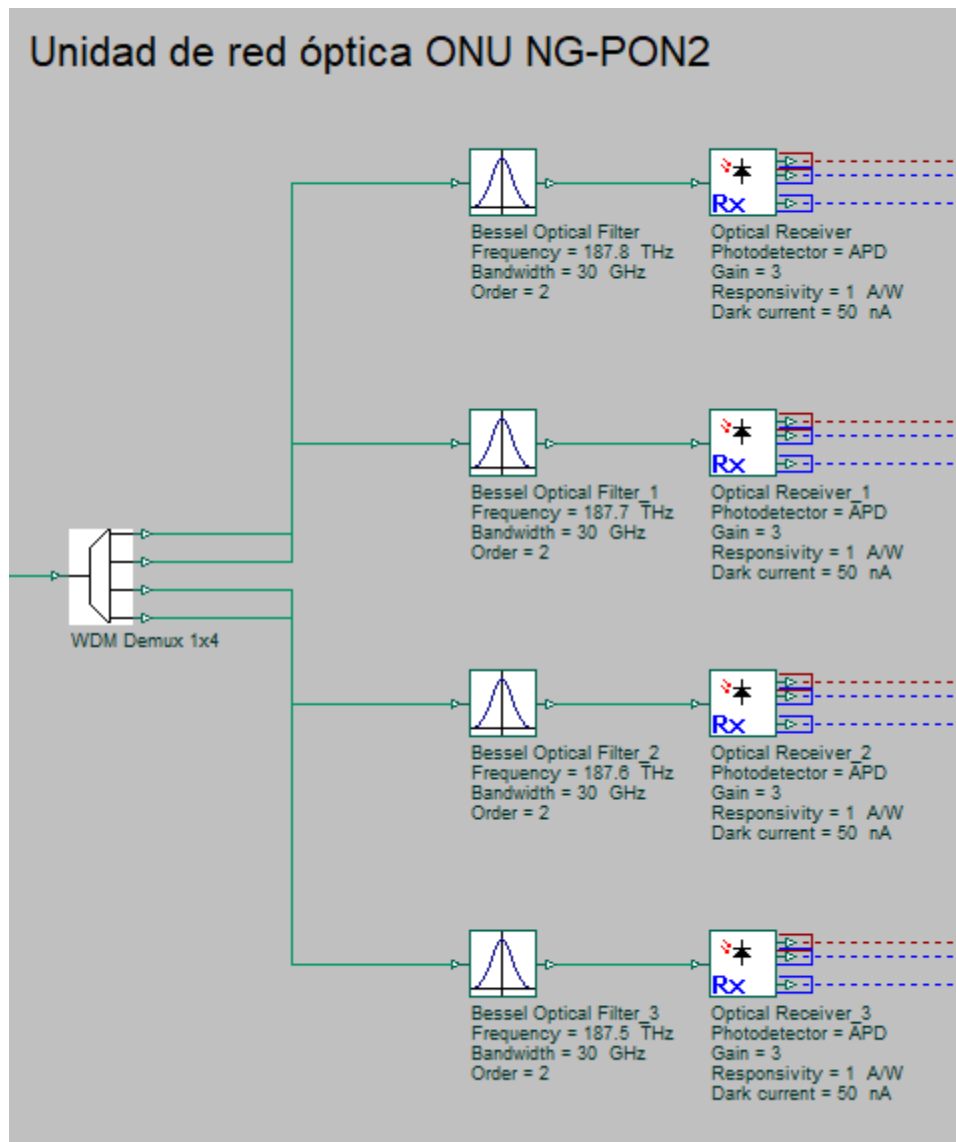 Unidad de red óptica ONU NG-PON2
Bessel Optical Filter
Frequency = 187.8 THz
Bandwidth = 30 GHz
Order = 2
Rx
Optical Receiver
Photodetector = APD
Gain = 3
Responsivity = 1 A/W
Dark current = 50 nA
Bessel Optical Filter_1
Frequency = 187.7 THz
Bandwidth = 30 GHz
Order = 2
Rx
Optical Receiver_1
Photodetector = APD
Gain = 3
Responsivity = 1 A/W
Dark current = 50 nA
WDM Demux 1x4
Bessel Optical Filter_2
Frequency = 187.6 THz
Bandwidth = 30 GHz
Order = 2
Rx
Optical Receiver_2
Photodetector = APD
Gain = 3
Responsivity = 1 A/W
Dark current = 50 nA
Bessel Optical Filter_3
Frequency = 187.5 THz
Bandwidth = 30 GHz
Order = 2
Rx
Optical Receiver_3
Photodetector = APD
Gain = 3
Responsivity = 1 A/W
Dark current = 50 nA